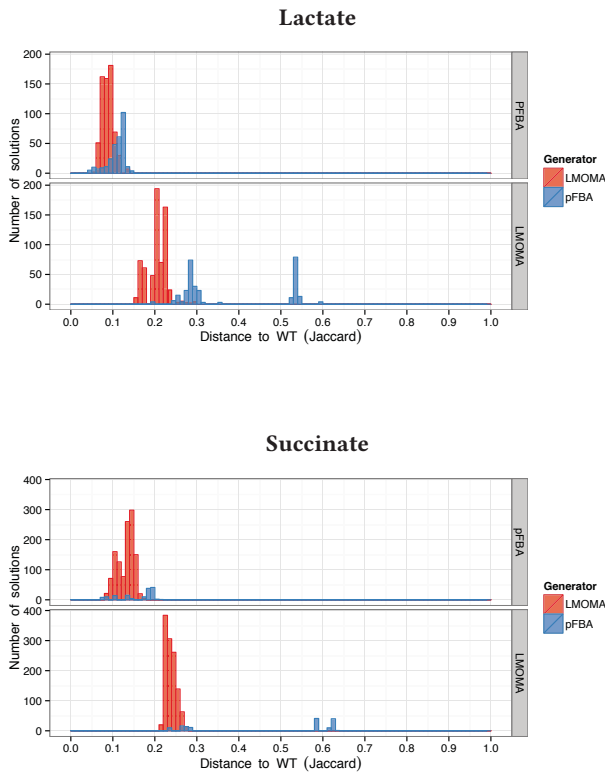 Lactate
200
150
100
50
0
PFBA
200
150
100
50
0
LMOMA
Number of solutions
0.0 0.1 0.2 0.3 0.4 0.5 0.6 0.7 0.8 0.9 1.0
Distance to WT (Jaccard)
Generator
LMOMA
pFBA
Succinate
400
300
200
100
0
pFBA
400
300
200
100
0
LMOMA
Number of solutions
0.0 0.1 0.2 0.3 0.4 0.5 0.6 0.7 0.8 0.9 1.0
Distance to WT (Jaccard)
Generator
LMOMA
pFBA